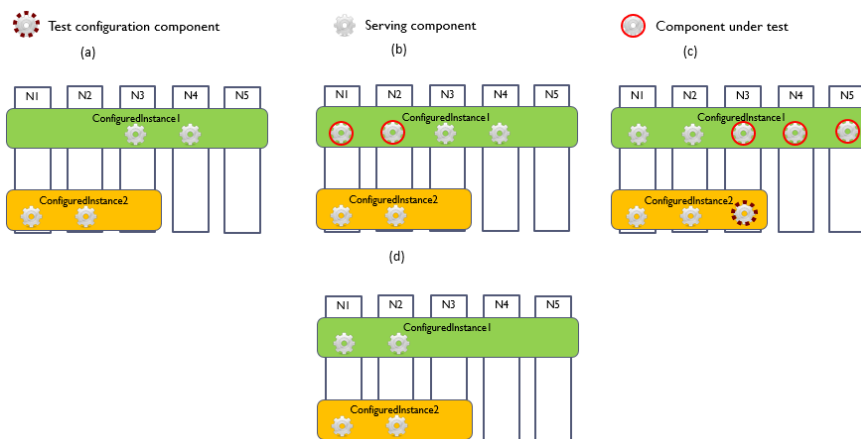 Test configuration component
Serving component
Component under test
(a)
(b)
(c)
N1 N2 N3 N4 N5
ConfiguredInstance1
ConfiguredInstance2
N1 N2 N3 N4 N5
ConfiguredInstance1
ConfiguredInstance2
N1 N2 N3 N4 N5
ConfiguredInstance1
ConfiguredInstance2
(d)
N1 N2 N3 N4 N5
ConfiguredInstance1
ConfiguredInstance2